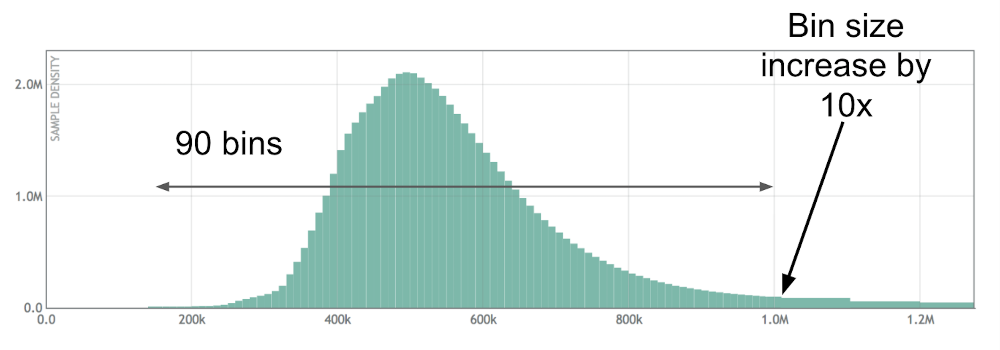 Bin size
increase by
10x
SAMPLE DENSITY
2.0M
90 bins
1.0M
0.0
0.0 200k 400k 600k 800k 1.0M 1.2M